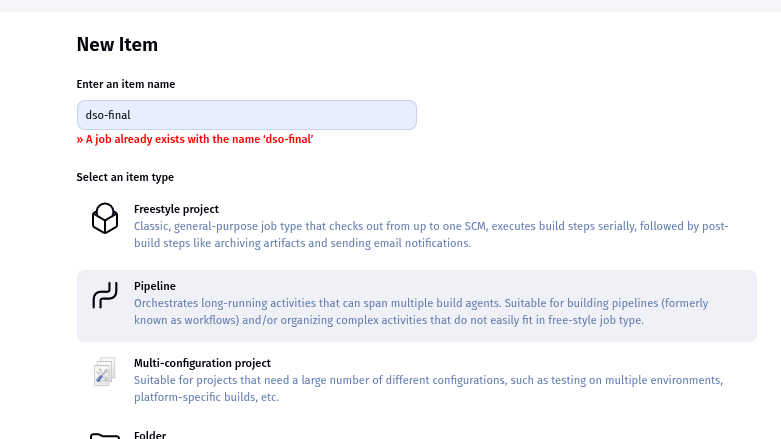 New Item
Enter an item name
dso-final
» A job already exists with the name ‘dso-final’
Select an item type
Freestyle project
Classic, general-purpose job type that checks out from up to one SCM, executes build steps serially, followed by post-
build steps like archiving artifacts and sending email notifications.
Pipeline
Orchestrates long-running activities that can span multiple build agents. Suitable for building pipelines (formerly
known as workflows) and/or organizing complex activities that do not easily fit in free-style job type.
Multi-configuration project
Suitable for projects that need a large number of different configurations, such as testing on multiple environments,
platform-specific builds, etc.
Folder